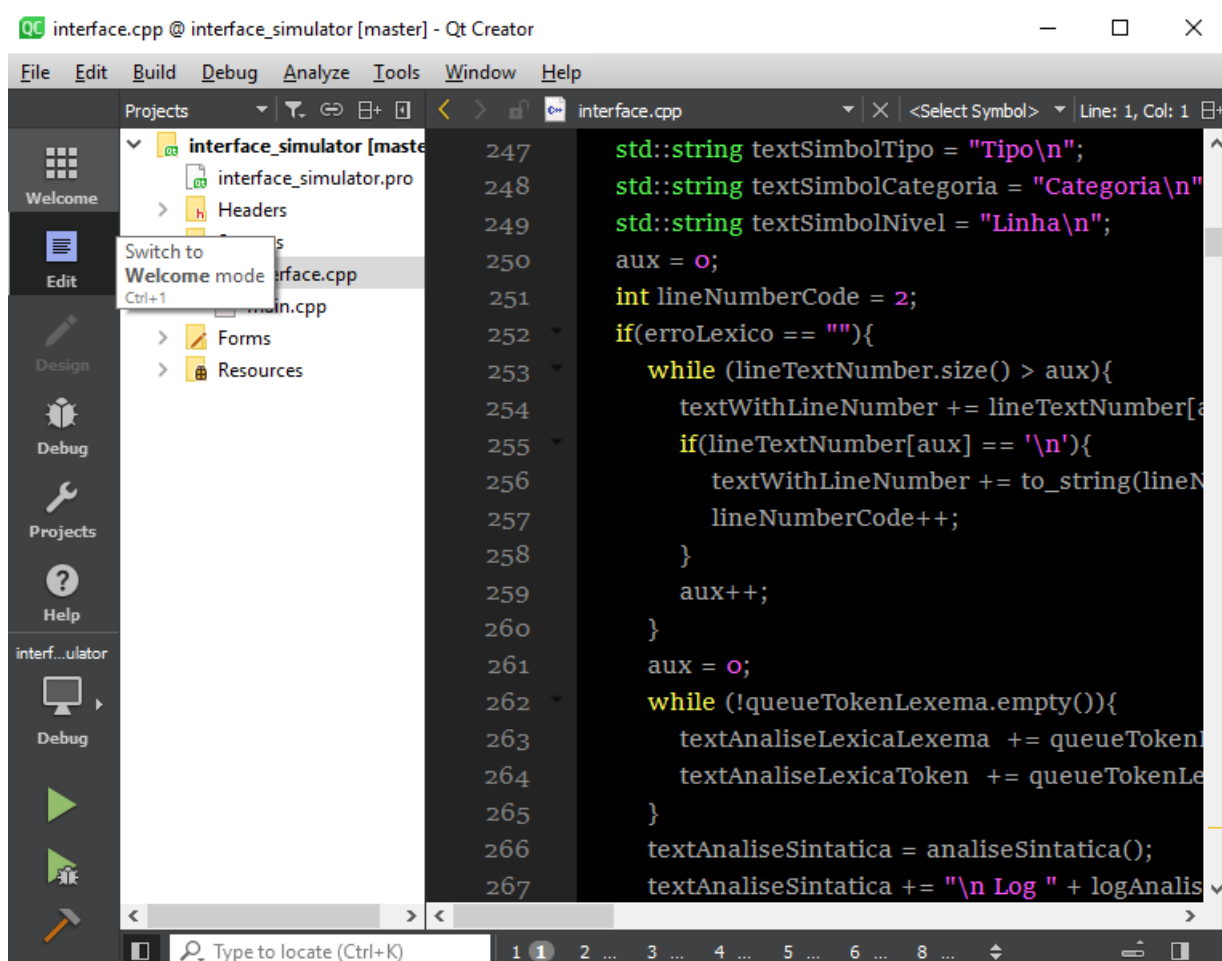 QC interface.cpp @ interface_simulator [master] - Qt Creator
File Edit Build Debug Analyze Tools Window Help
Projects
interface.cpp
<Select Symbol>
Line: 1, Col: 1
Welcome
Edit
Design
Debug
Projects
Help
interf...ulator
Debug
interface_simulator [maste
interface_simulator.pro
Headers
s
rface.cpp
main.cpp
Forms
Resources
Switch to
Welcome mode
Ctrl+1
247 std::string textSimbolTipo = "Tipo\n";
248 std::string textSimbolCategoria = "Categoria\n"
249 std::string textSimbolNivel = "Linha\n";
250 aux = 0;
251 int lineNumberCode = 2;
252 if(erroLexico == ""){
253 while (lineTextNumber.size() > aux){
254 textWithLineNumber += lineTextNumber[a
255 if(lineTextNumber[aux] == '\n'){
256 textWithLineNumber += to_string(lineN
257 lineNumberCode++;
258 }
259 aux++;
260 }
261 aux = 0;
262 while (!queueTokenLexema.empty()){
263 textAnaliseLexicaLexema += queueTokenl
264 textAnaliseLexicaToken += queueTokenLe
265 }
266 textAnaliseSintatica = analiseSintatica();
267 textAnaliseSintatica += "\n Log " + logAnalis
Type to locate (Ctrl+K)
1 1 2 ... 3 ... 4 ... 5 ... 6 ... 8 ...